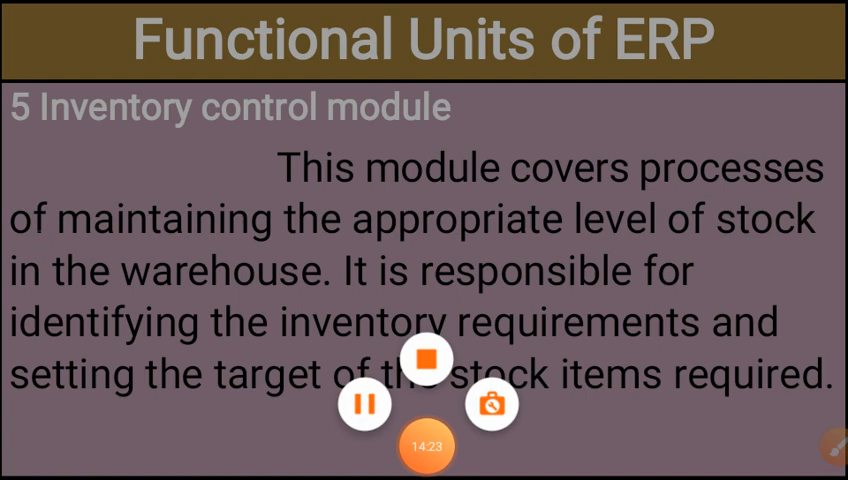 Functional Units of ERP
5 Inventory control module
This module covers processes
of maintaining the appropriate level of stock
in the warehouse. It is responsible for
identifying the inventory requirements and
setting the target of the stock items required.
14:23